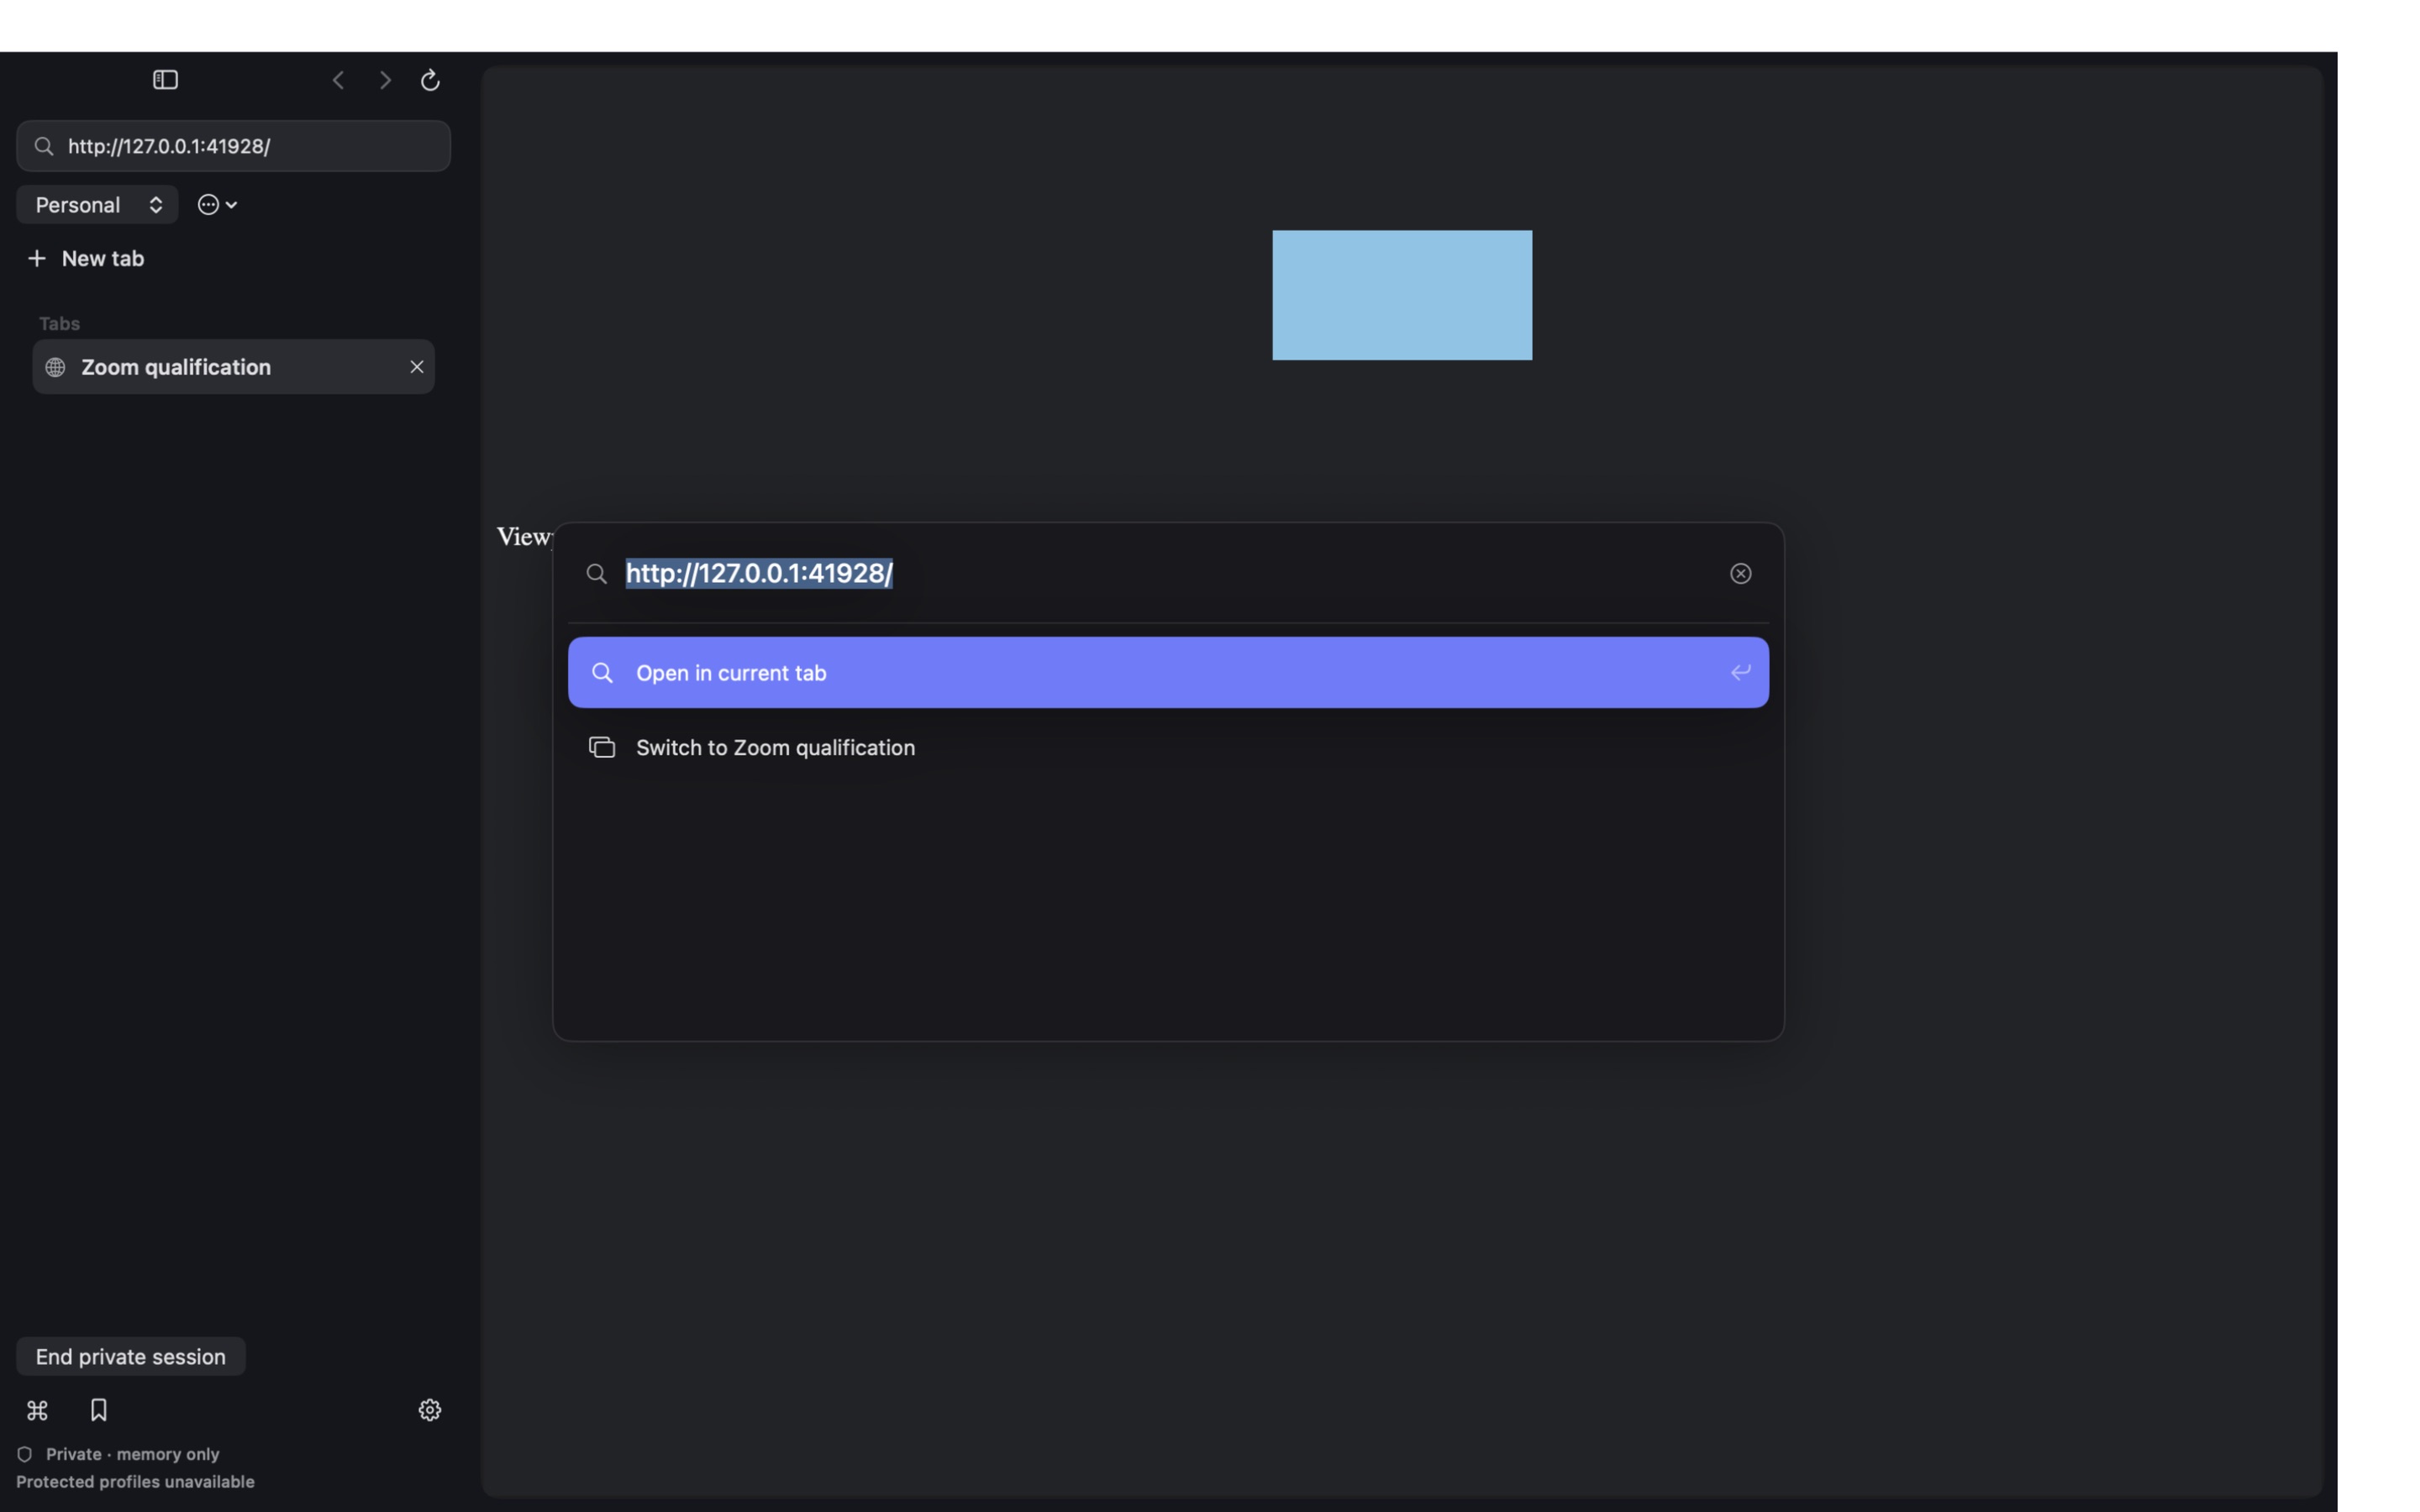 http://127.0.0.1:41928/
Personal
New tab
Tabs
Zoom qualification
View
http://127.0.0.1:41928/
Open in current tab
Switch to Zoom qualification
End private session
Private · memory only
Protected profiles unavailable